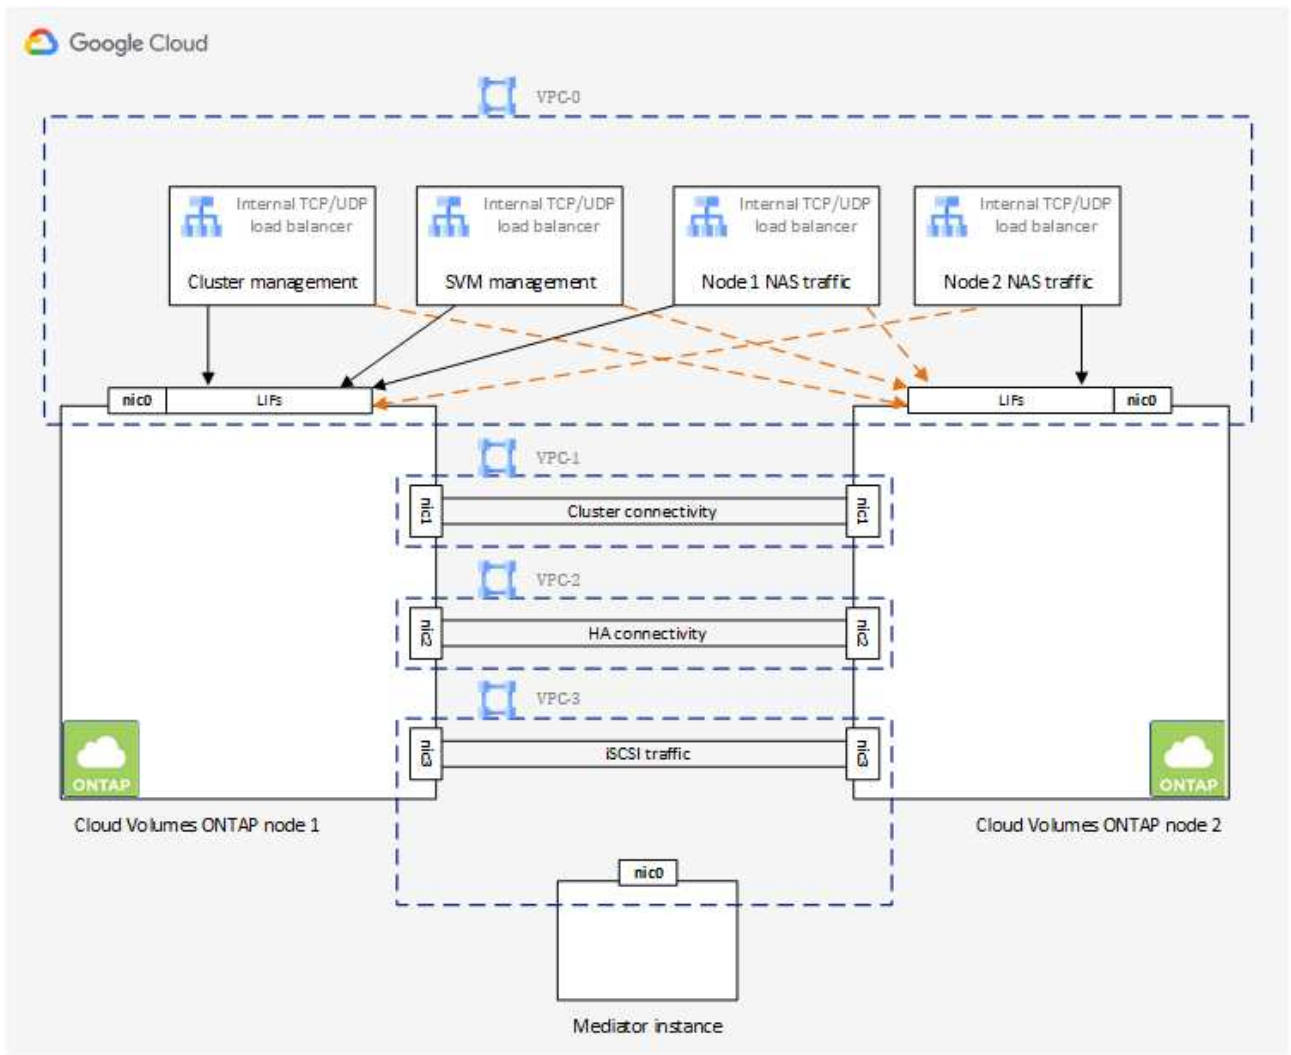 Google Cloud
VPC-0
Internal TCP/UDP
load balancer
Cluster management
Internal TCP/UDP
load balancer
SVM management
Internal TCP/UDP
load balancer
Node 1 NAS traffic
Internal TCP/UDP
load balancer
Node 2 NAS traffic
nic0
LIFs
LIFs
nic0
VPC-1
nic1
Cluster connectivity
nic1
VPC-2
nic2
HA connectivity
nic2
VPC-3
nic3
iSCSI traffic
nic3
ONTAP
ONTAP
Cloud Volumes ONTAP node 1
Cloud Volumes ONTAP node 2
nic0
Mediator instance